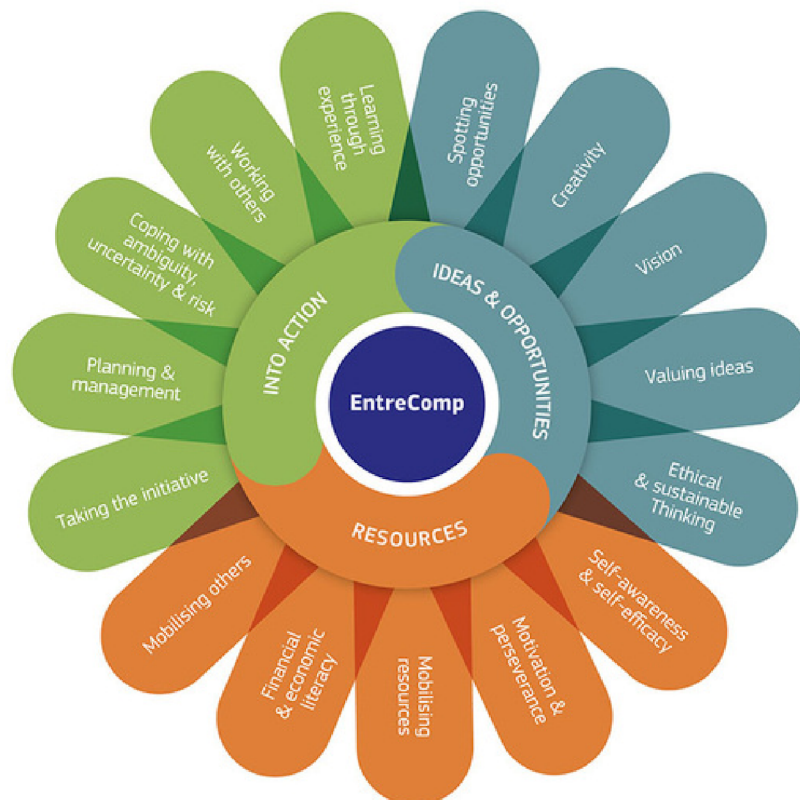 EntreComp
IDEAS & OPPORTUNITIES
Spotting
opportunities
Creativity
Vision
Valuing ideas
Ethical
& sustainable
Thinking
RESOURCES
Self-awareness
& self-efficacy
Motivation &
perseverance
Mobilising
resources
Financial
& economic
literacy
Mobilising others
INTO ACTION
Taking the initiative
Planning &
management
Coping with
ambiguity,
uncertainty & risk
Working
with others
Learning
through
experience